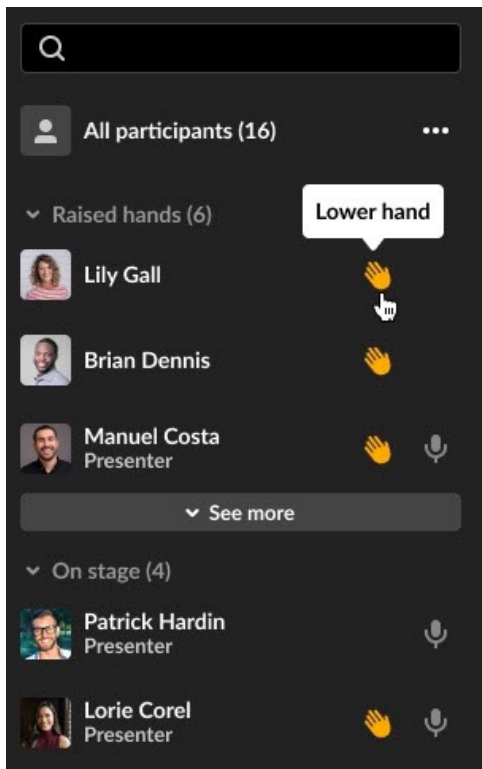 All participants (16)
Raised hands (6)
Lower hand
Lily Gall
Brian Dennis
Manuel Costa
Presenter
See more
On stage (4)
Patrick Hardin
Presenter
Lorie Corel
Presenter